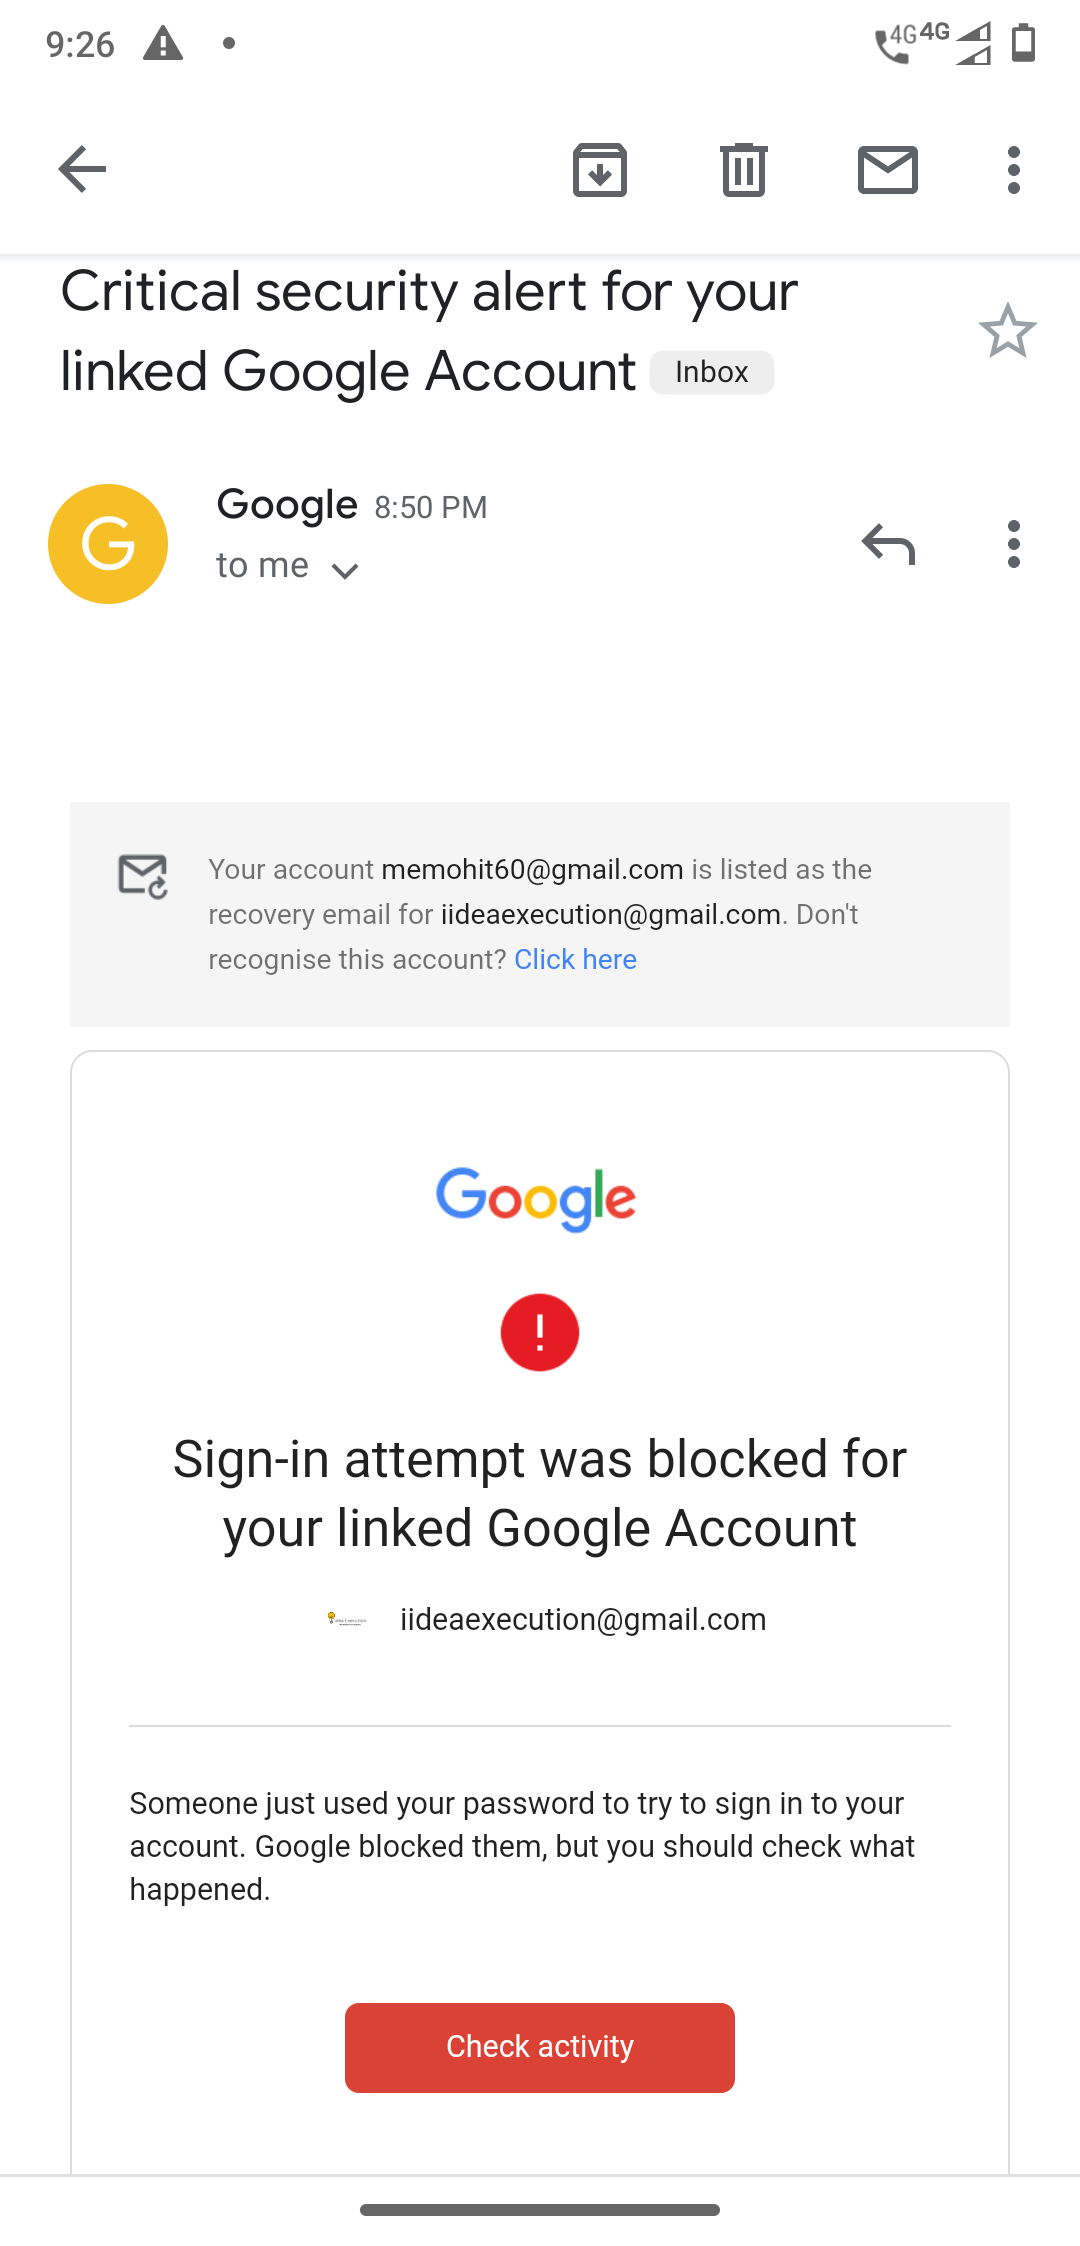 9:26
4G 4G
Critical security alert for your
linked Google Account Inbox
G
Google 8:50 PM
to me
Your account memohit60@gmail.com is listed as the
recovery email for iideaexecution@gmail.com. Don't
recognise this account? Click here
Google
!
Sign-in attempt was blocked for
your linked Google Account
iideaexecution@gmail.com
Someone just used your password to try to sign in to your
account. Google blocked them, but you should check what
happened.
Check activity